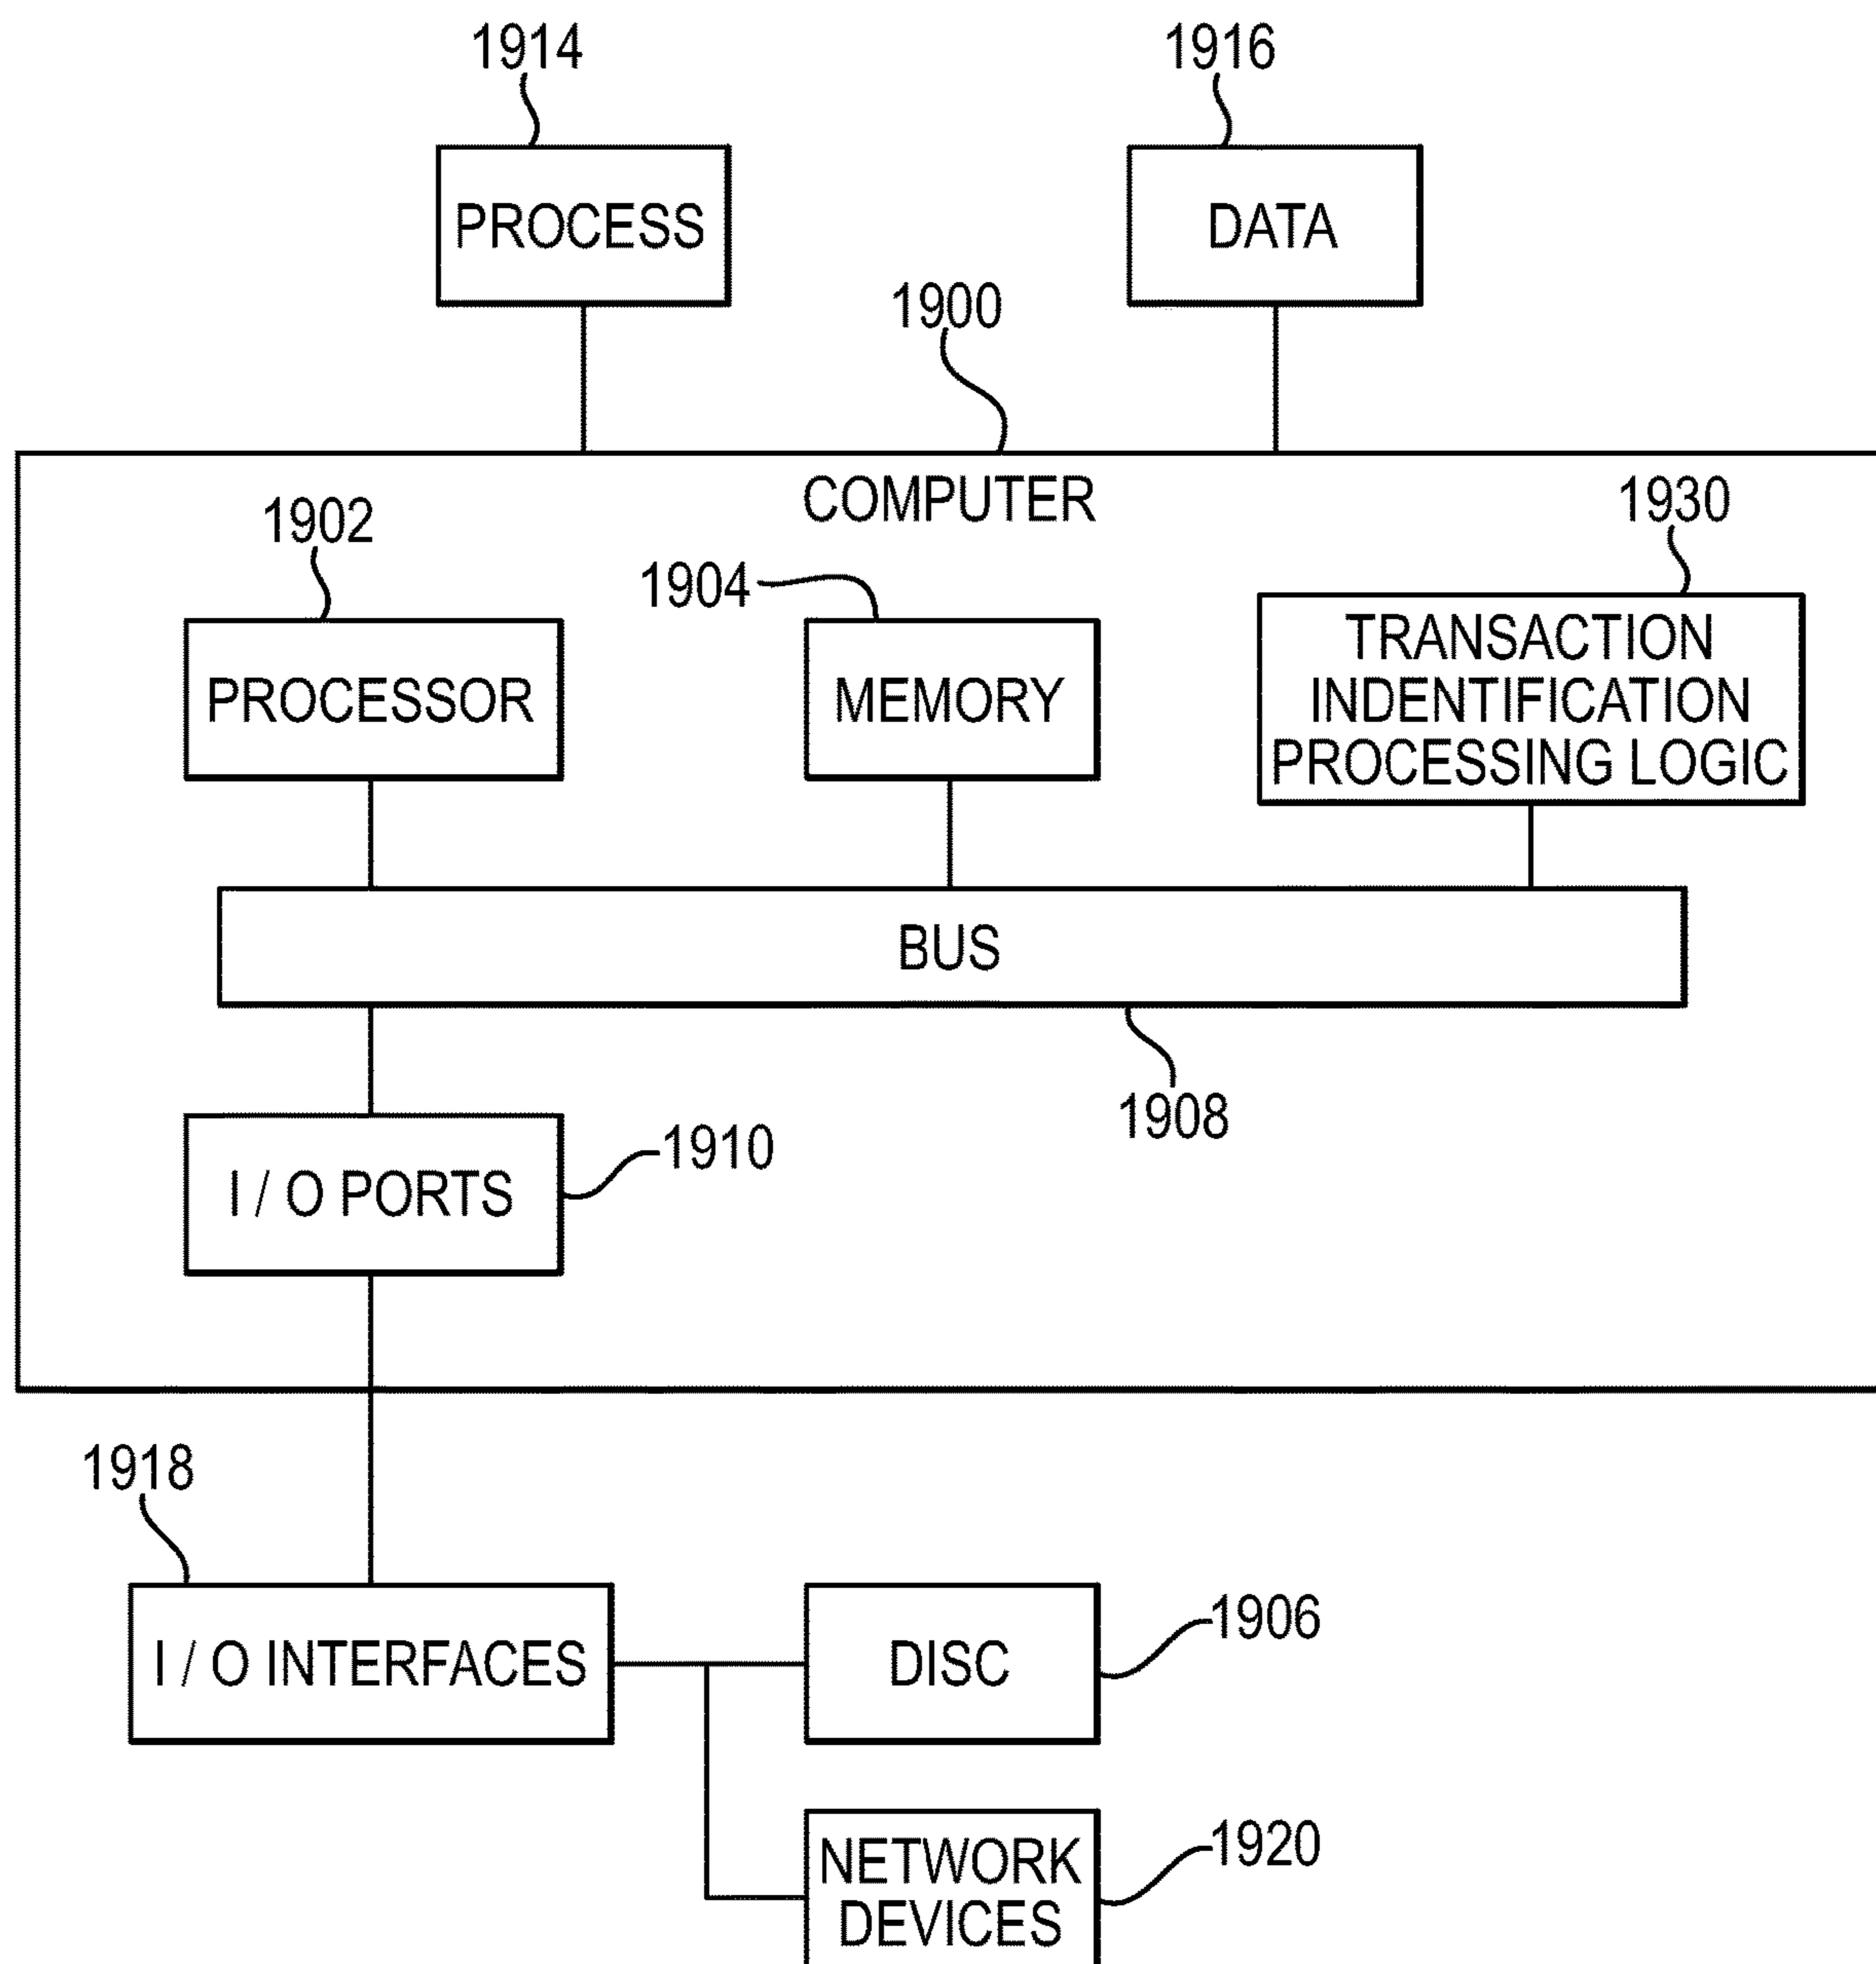 1914
1916
PROCESS
DATA
1900
COMPUTER
1902
1904
1930
PROCESSOR
MEMORY
TRANSACTION
INDENTIFICATION
PROCESSING LOGIC
BUS
1908
I / O PORTS
1910
1918
I / O INTERFACES
DISC
1906
NETWORK
DEVICES
1920